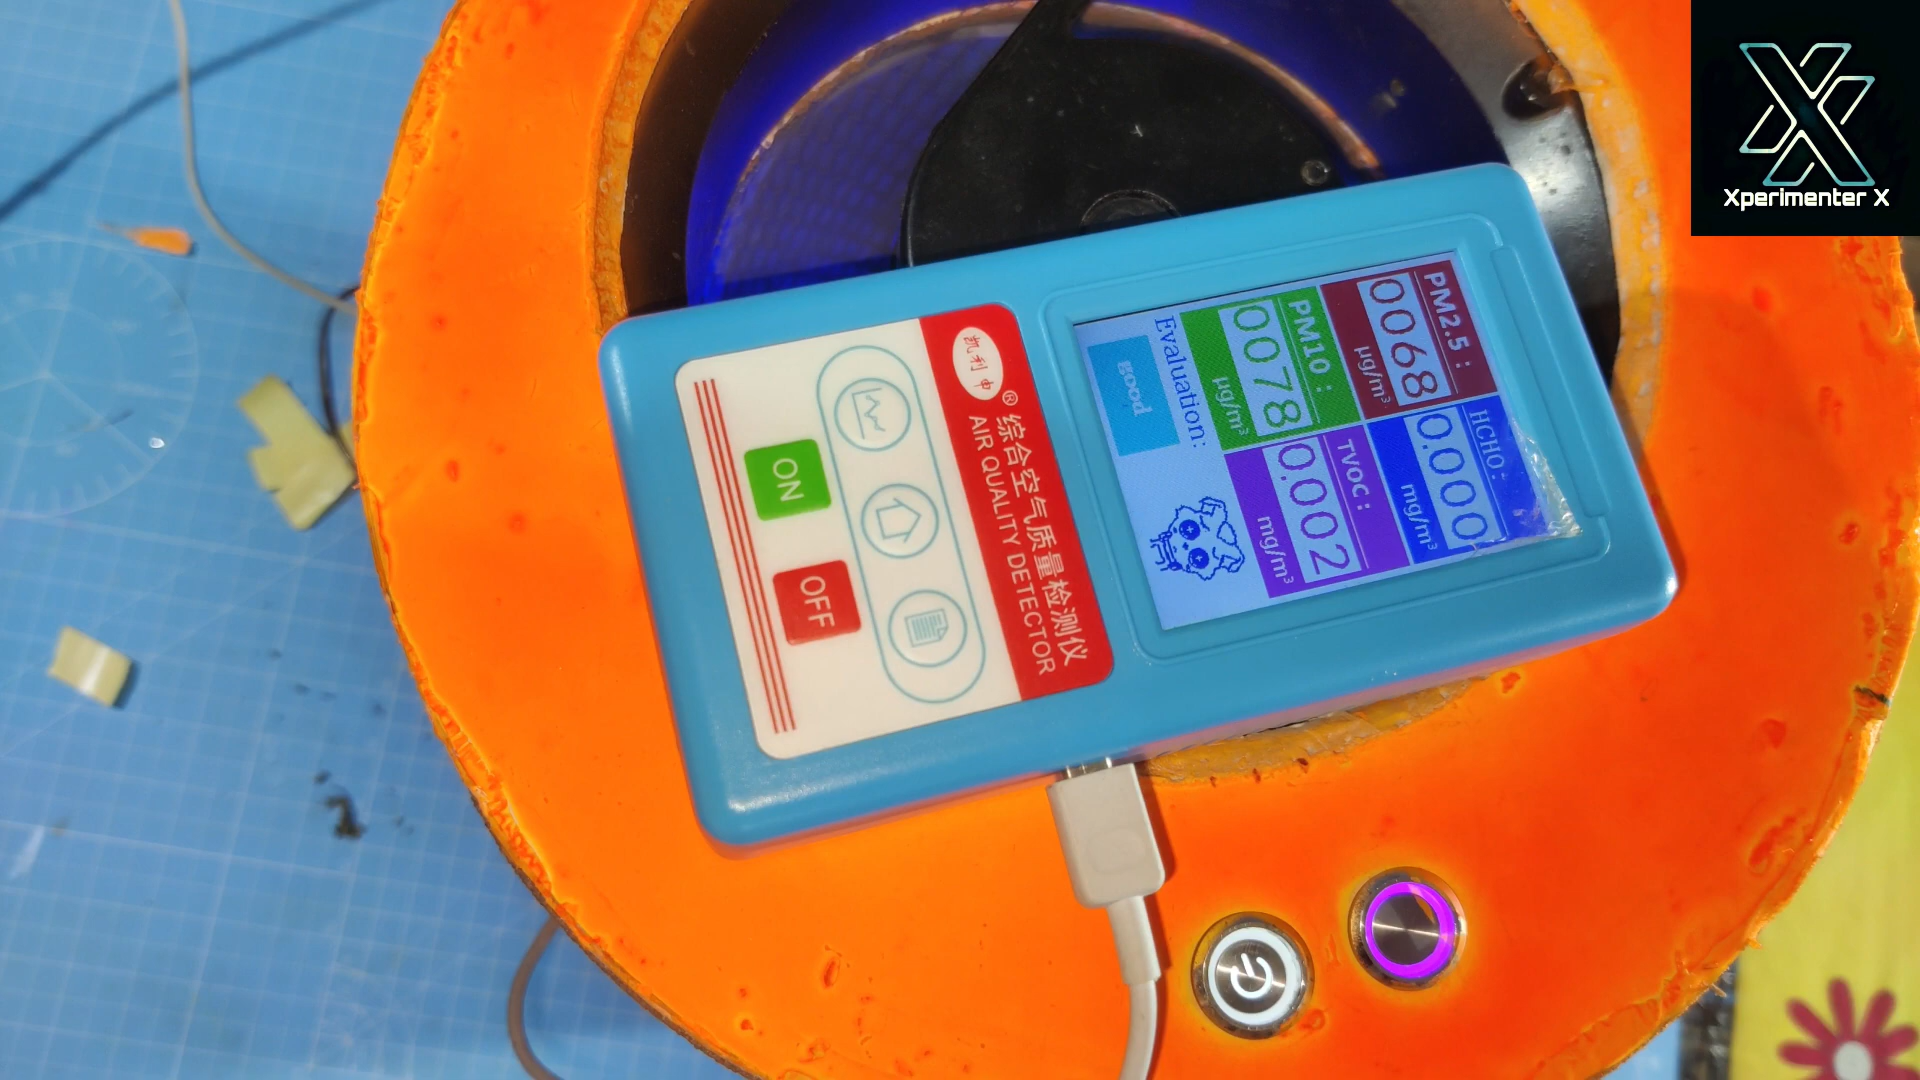 Xperimenter X
PM2.5 :
0068
µg/m³
HCHO :
0.000
mg/m³
PM10 :
0078
µg/m³
TVOC :
0.002
mg/m³
Evaluation:
good
凯利申®
综合空气质量检测仪
AIR QUALITY DETECTOR
ON
OFF